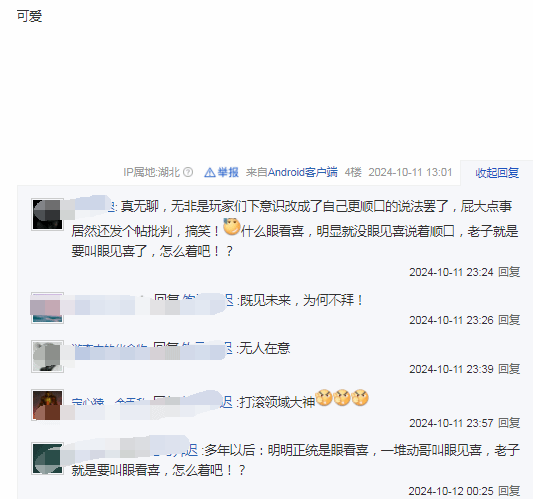 可爱
IP属地:湖北 举报 来自Android客户端 4楼 2024-10-11 13:01 收起回复
迟: 真无聊，无非是玩家们下意识改成了自己更顺口的说法罢了，屁大点事
居然还发个帖批判，搞笑！什么眼看喜，明显就没眼见喜说着顺口，老子就是
要叫眼见喜了，怎么着吧！？
2024-10-11 23:24 回复
回复 迟 :既见未来，为何不拜！
2024-10-11 23:26 回复
回复 迟 :无人在意
2024-10-11 23:39 回复
迟 :打滚领域大神
2024-10-11 23:57 回复
迟 :多年以后：明明正统是眼看喜，一堆动哥叫眼见喜，老子
就是要叫眼看喜，怎么着吧！？
2024-10-12 00:25 回复